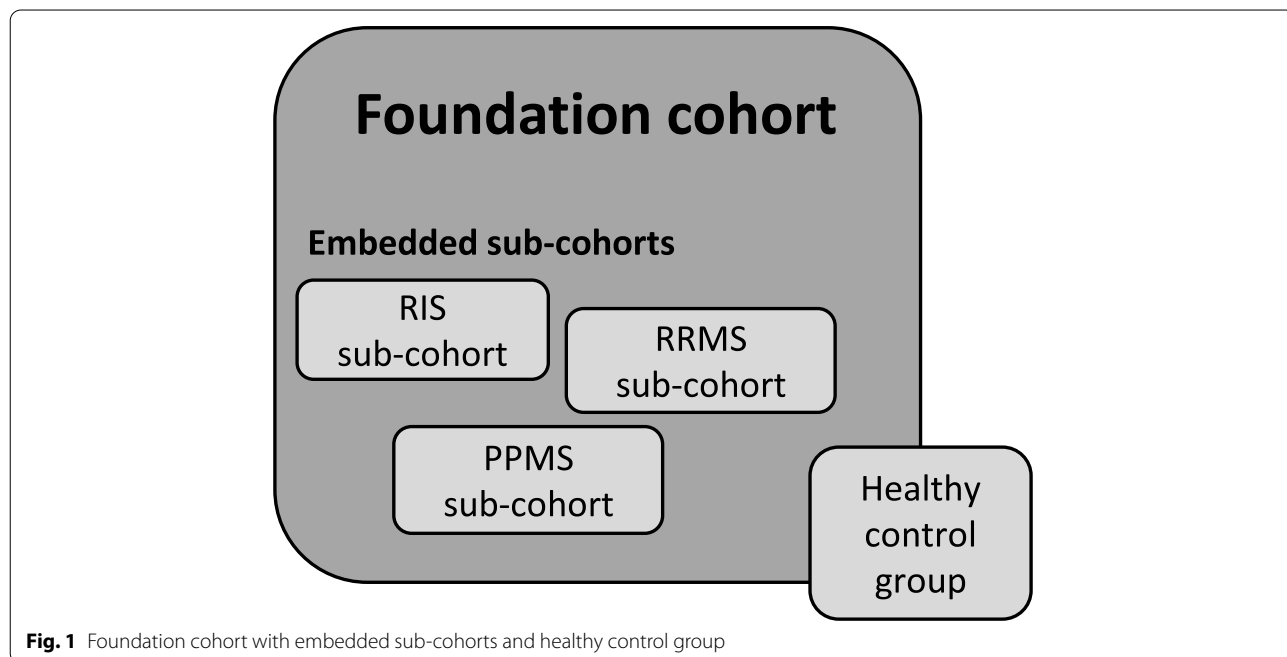 Foundation cohort
Embedded sub-cohorts
RIS
sub-cohort
RRMS
sub-cohort
PPMS
sub-cohort
Healthy
control
group
Fig. 1 Foundation cohort with embedded sub-cohorts and healthy control group